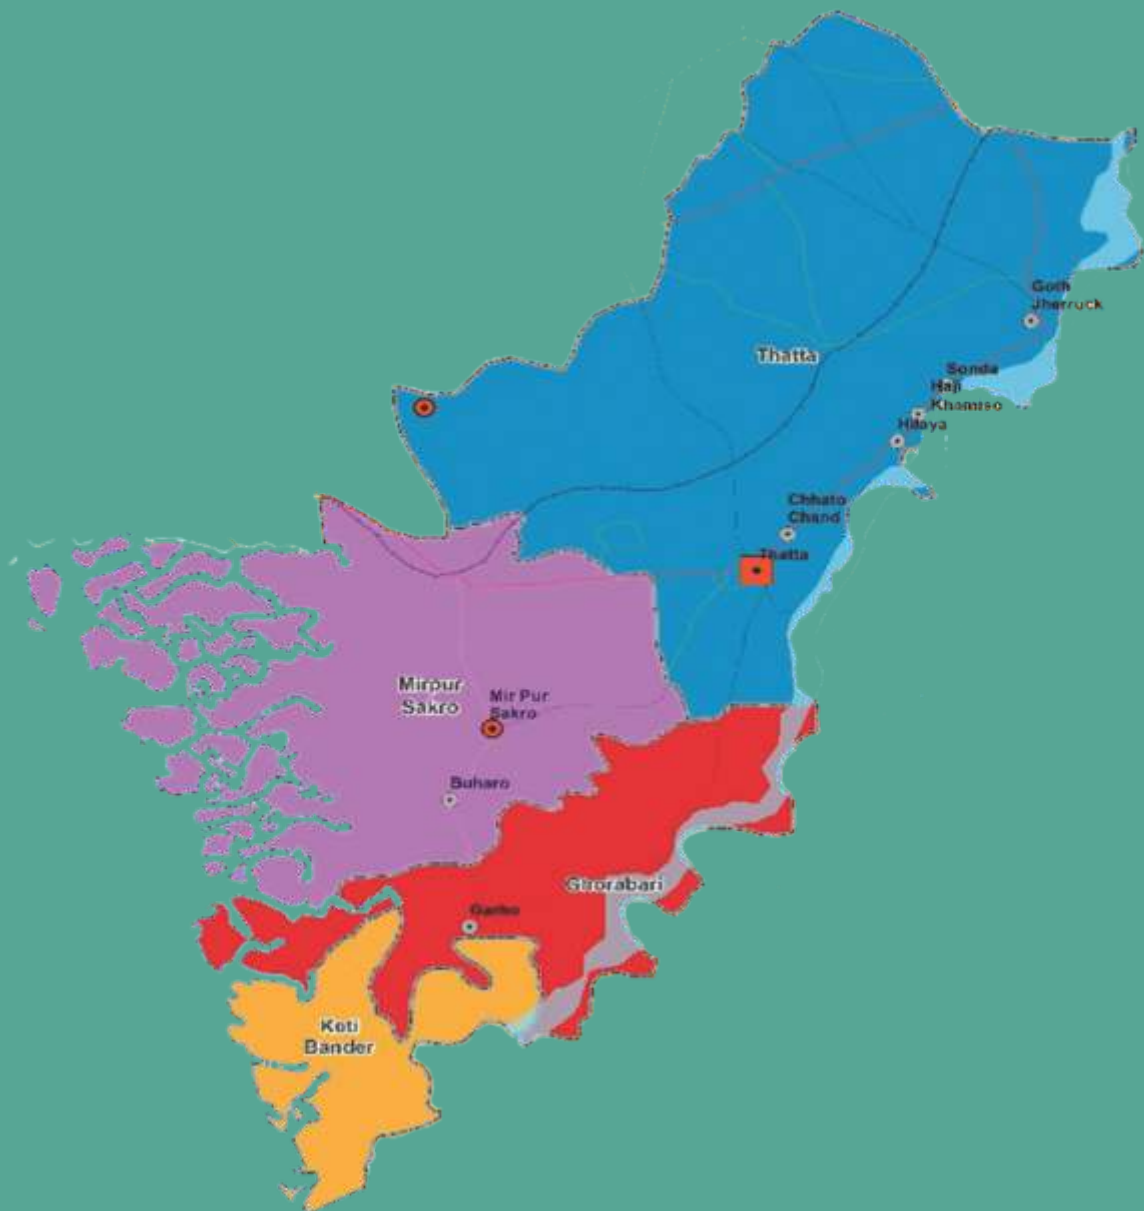 Goth
Jherruck
Thatta
Sonda
Haji
Khamiso
Hilaya
Chhato
Chand
Thatta
Mirpur
Sakro
Mir Pur
Sakro
Buharo
Girorabari
Garho
Keti
Bander